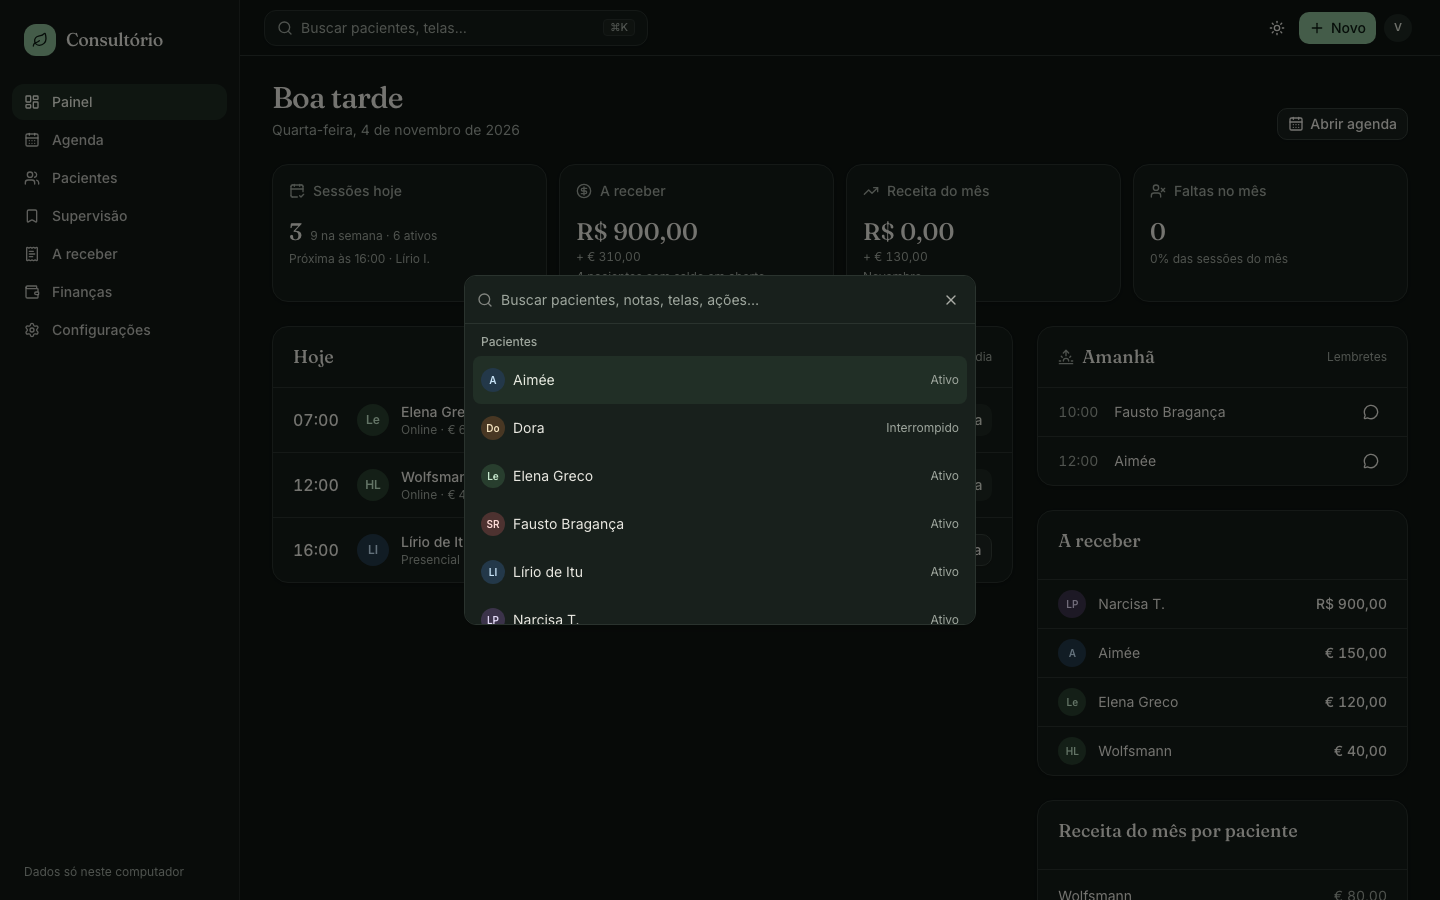 Consultório
Buscar pacientes, telas...
⌘K
Novo
V
Painel
Agenda
Pacientes
Supervisão
A receber
Finanças
Configurações
Dados só neste computador
Boa tarde
Quarta-feira, 4 de novembro de 2026
Abrir agenda
Sessões hoje
3 9 na semana · 6 ativos
Próxima às 16:00 · Lírio I.
A receber
R$ 900,00
+ € 310,00
Receita do mês
R$ 0,00
+ € 130,00
Faltas no mês
0
0% das sessões do mês
Buscar pacientes, notas, telas, ações...
Pacientes
A Aimée Ativo
Do Dora Interrompido
Le Elena Greco Ativo
SR Fausto Bragança Ativo
LI Lírio de Itu Ativo
LP Narcisa T. Ativo
Hoje
dia
07:00 Le Elena Gre
Online · € 6
12:00 HL Wolfsmar
Online · € 4
16:00 LI Lírio de It
Presencial
Amanhã
Lembretes
10:00 Fausto Bragança
12:00 Aimée
A receber
LP Narcisa T. R$ 900,00
A Aimée € 150,00
Le Elena Greco € 120,00
HL Wolfsmann € 40,00
Receita do mês por paciente
Wolfsmann € 80,00